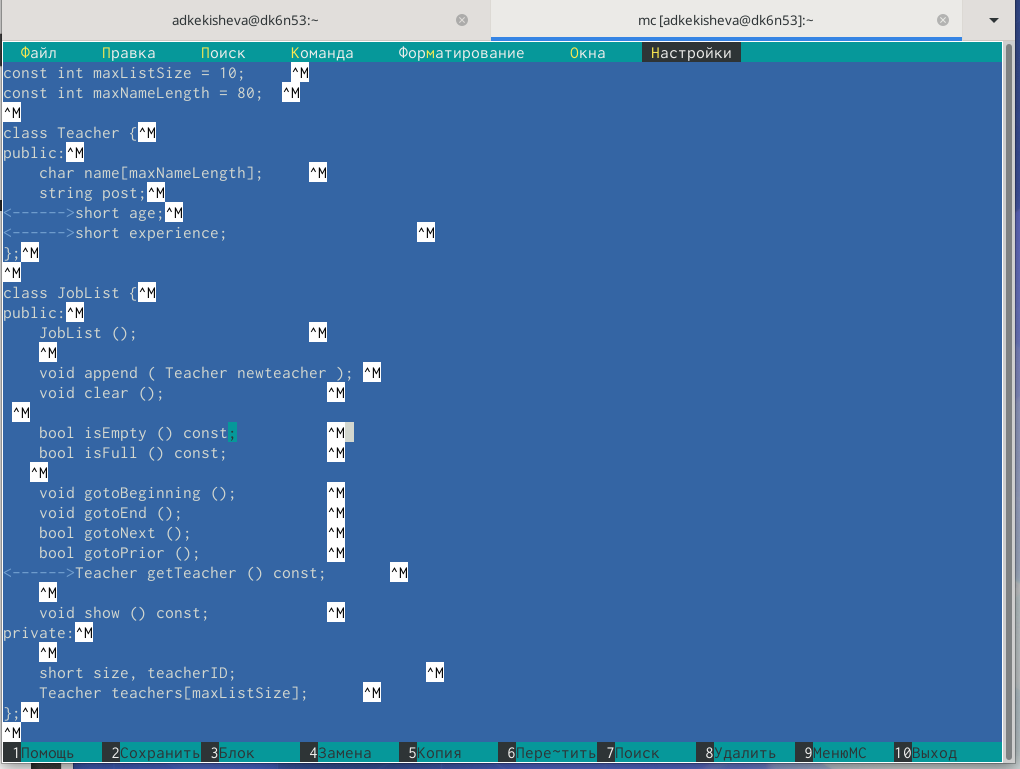 adkekisheva@dk6n53:~ mc [adkekisheva@dk6n53]:~
Файл Правка Поиск Команда Форматирование Окна Настройки
const int maxListSize = 10; ^M
const int maxNameLength = 80; ^M
^M
class Teacher {^M
public:^M
    char name[maxNameLength]; ^M
    string post;^M
<------>short age;^M
<------>short experience; ^M
};^M
^M
class JobList {^M
public:^M
    JobList (); ^M
    ^M
    void append ( Teacher newteacher ); ^M
    void clear (); ^M
 ^M
    bool isEmpty () const; ^M
    bool isFull () const; ^M
   ^M
    void gotoBeginning (); ^M
    void gotoEnd (); ^M
    bool gotoNext (); ^M
    bool gotoPrior (); ^M
<------>Teacher getTeacher () const; ^M
    ^M
    void show () const; ^M
private:^M
    ^M
    short size, teacherID; ^M
    Teacher teachers[maxListSize]; ^M
};^M
^M
1Помощь 2Сохранить 3Блок 4Замена 5Копия 6Пере~тить 7Поиск 8Удалить 9МенюMC 10Выход